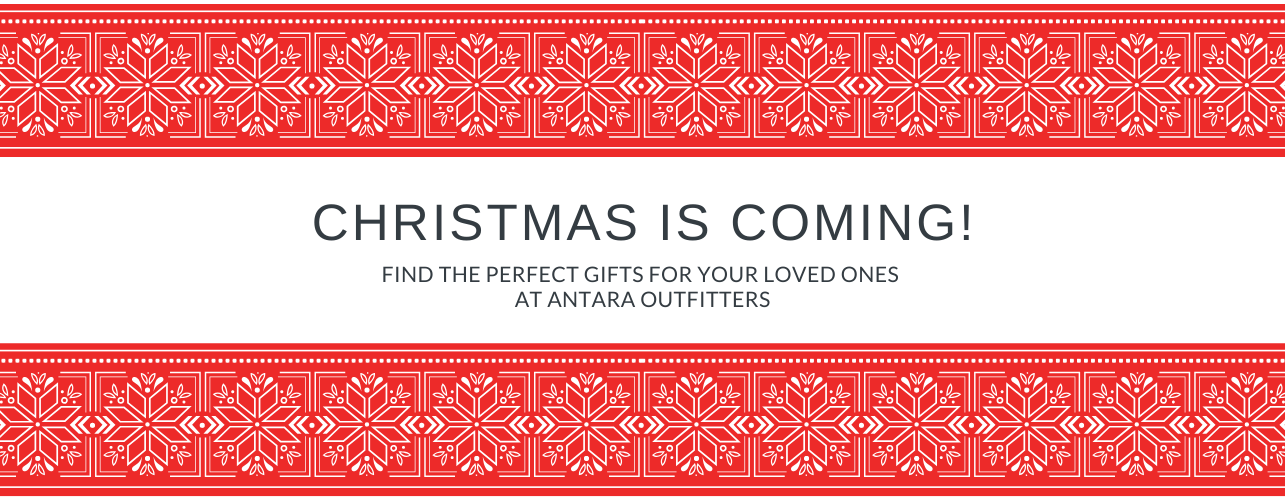 CHRISTMAS IS COMING!
FIND THE PERFECT GIFTS FOR YOUR LOVED ONES
AT ANTARA OUTFITTERS